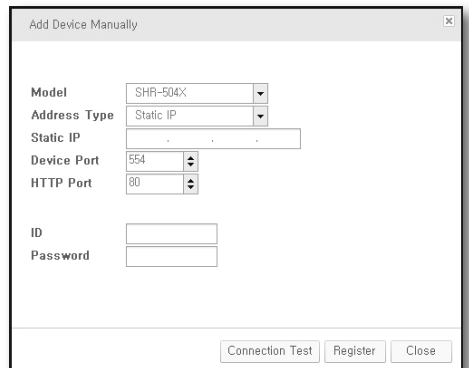 Add Device Manually
Model SHR-504X
Address Type Static IP
Static IP . . .
Device Port 554
HTTP Port 80
ID
Password
Connection Test Register Close